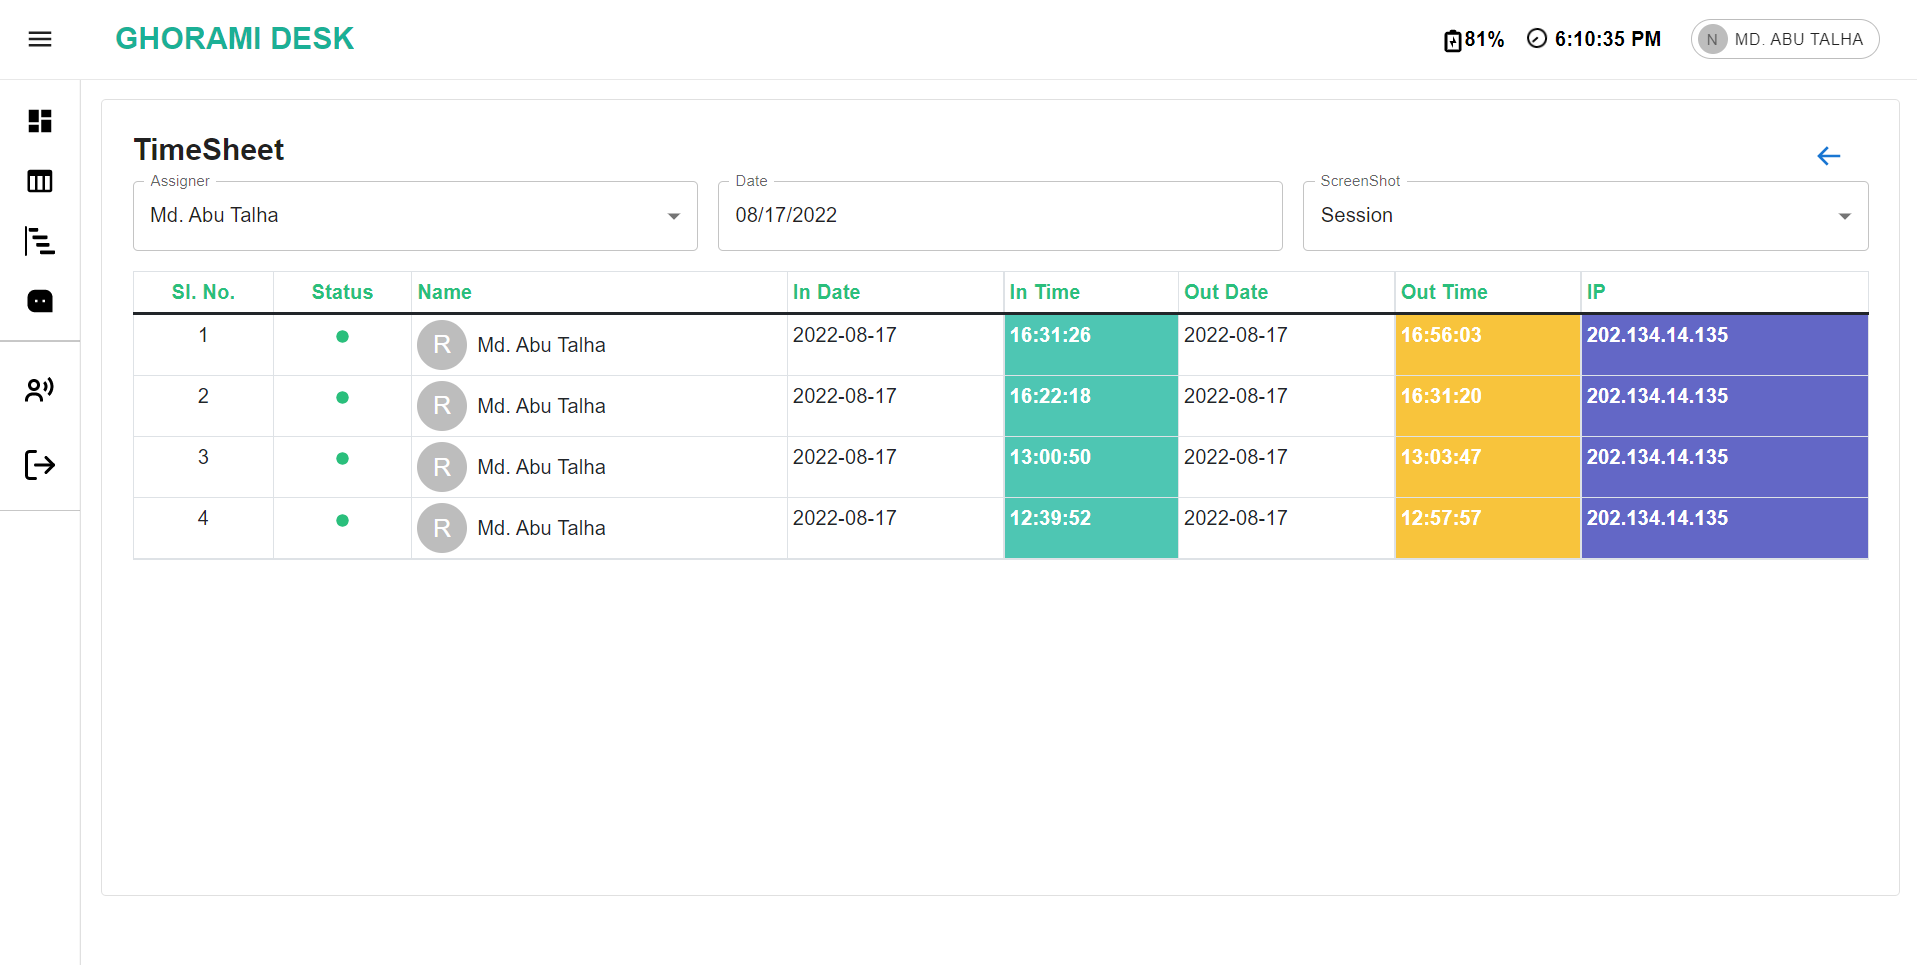 GHORAMI DESK
81% 6:10:35 PM N MD. ABU TALHA
TimeSheet
Assigner Date ScreenShot
Md. Abu Talha 08/17/2022 Session
Sl. No. Status Name In Date In Time Out Date Out Time IP
1 R Md. Abu Talha 2022-08-17 16:31:26 2022-08-17 16:56:03 202.134.14.135
2 R Md. Abu Talha 2022-08-17 16:22:18 2022-08-17 16:31:20 202.134.14.135
3 R Md. Abu Talha 2022-08-17 13:00:50 2022-08-17 13:03:47 202.134.14.135
4 R Md. Abu Talha 2022-08-17 12:39:52 2022-08-17 12:57:57 202.134.14.135